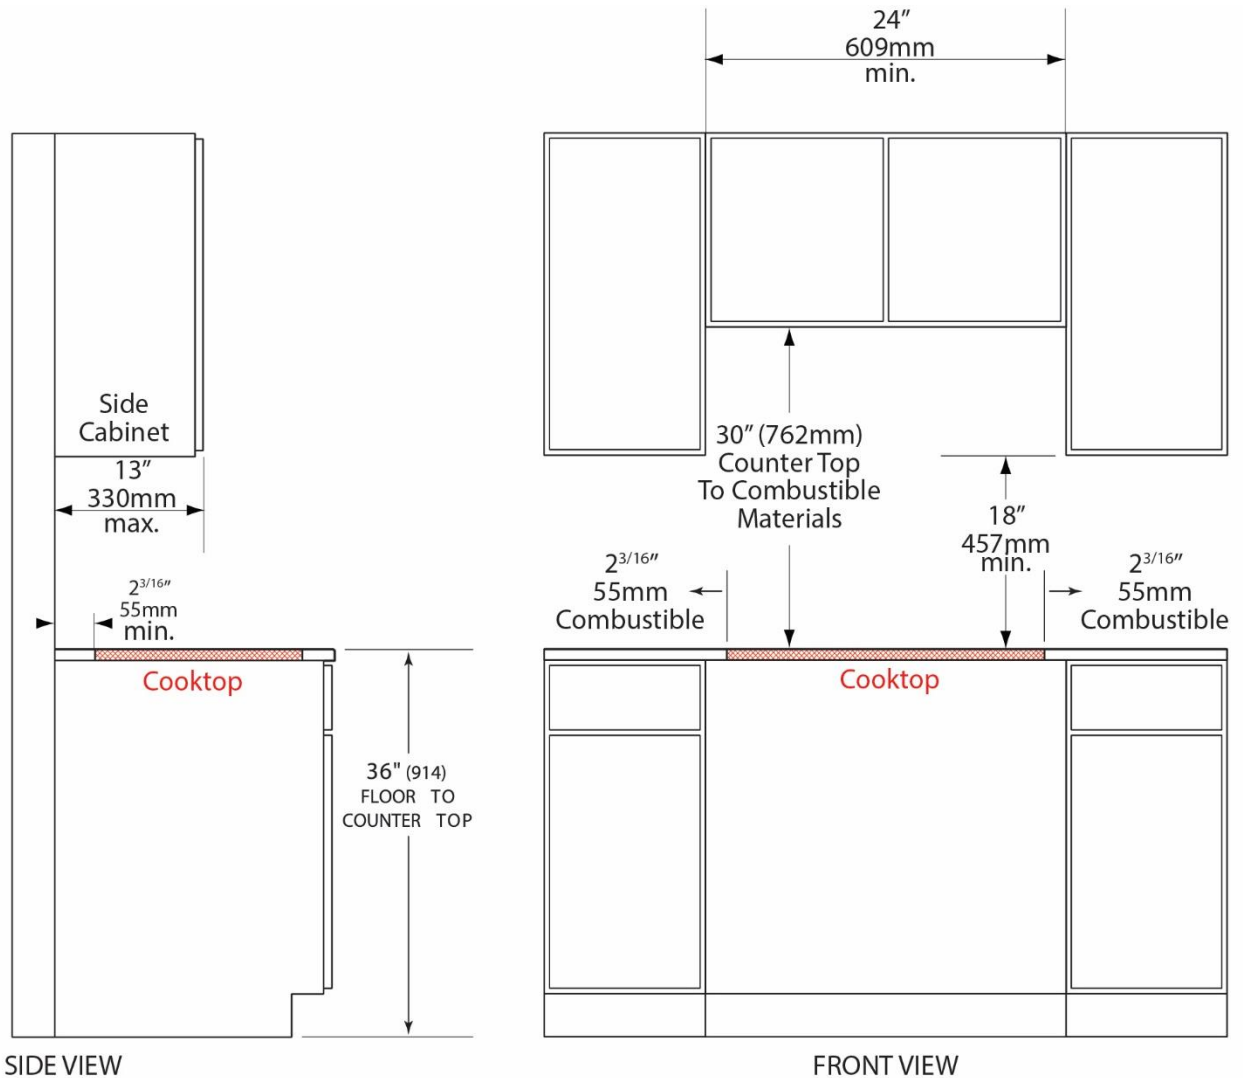 24″
609mm
min.
Side
Cabinet
13″
330mm
max.
2 3/16″
55mm
min.
Cooktop
36" (914)
FLOOR TO
COUNTER TOP
SIDE VIEW
30″ (762mm)
Counter Top
To Combustible
Materials
18″
457mm
min.
2 3/16″
55mm
Combustible
2 3/16″
55mm
Combustible
Cooktop
FRONT VIEW